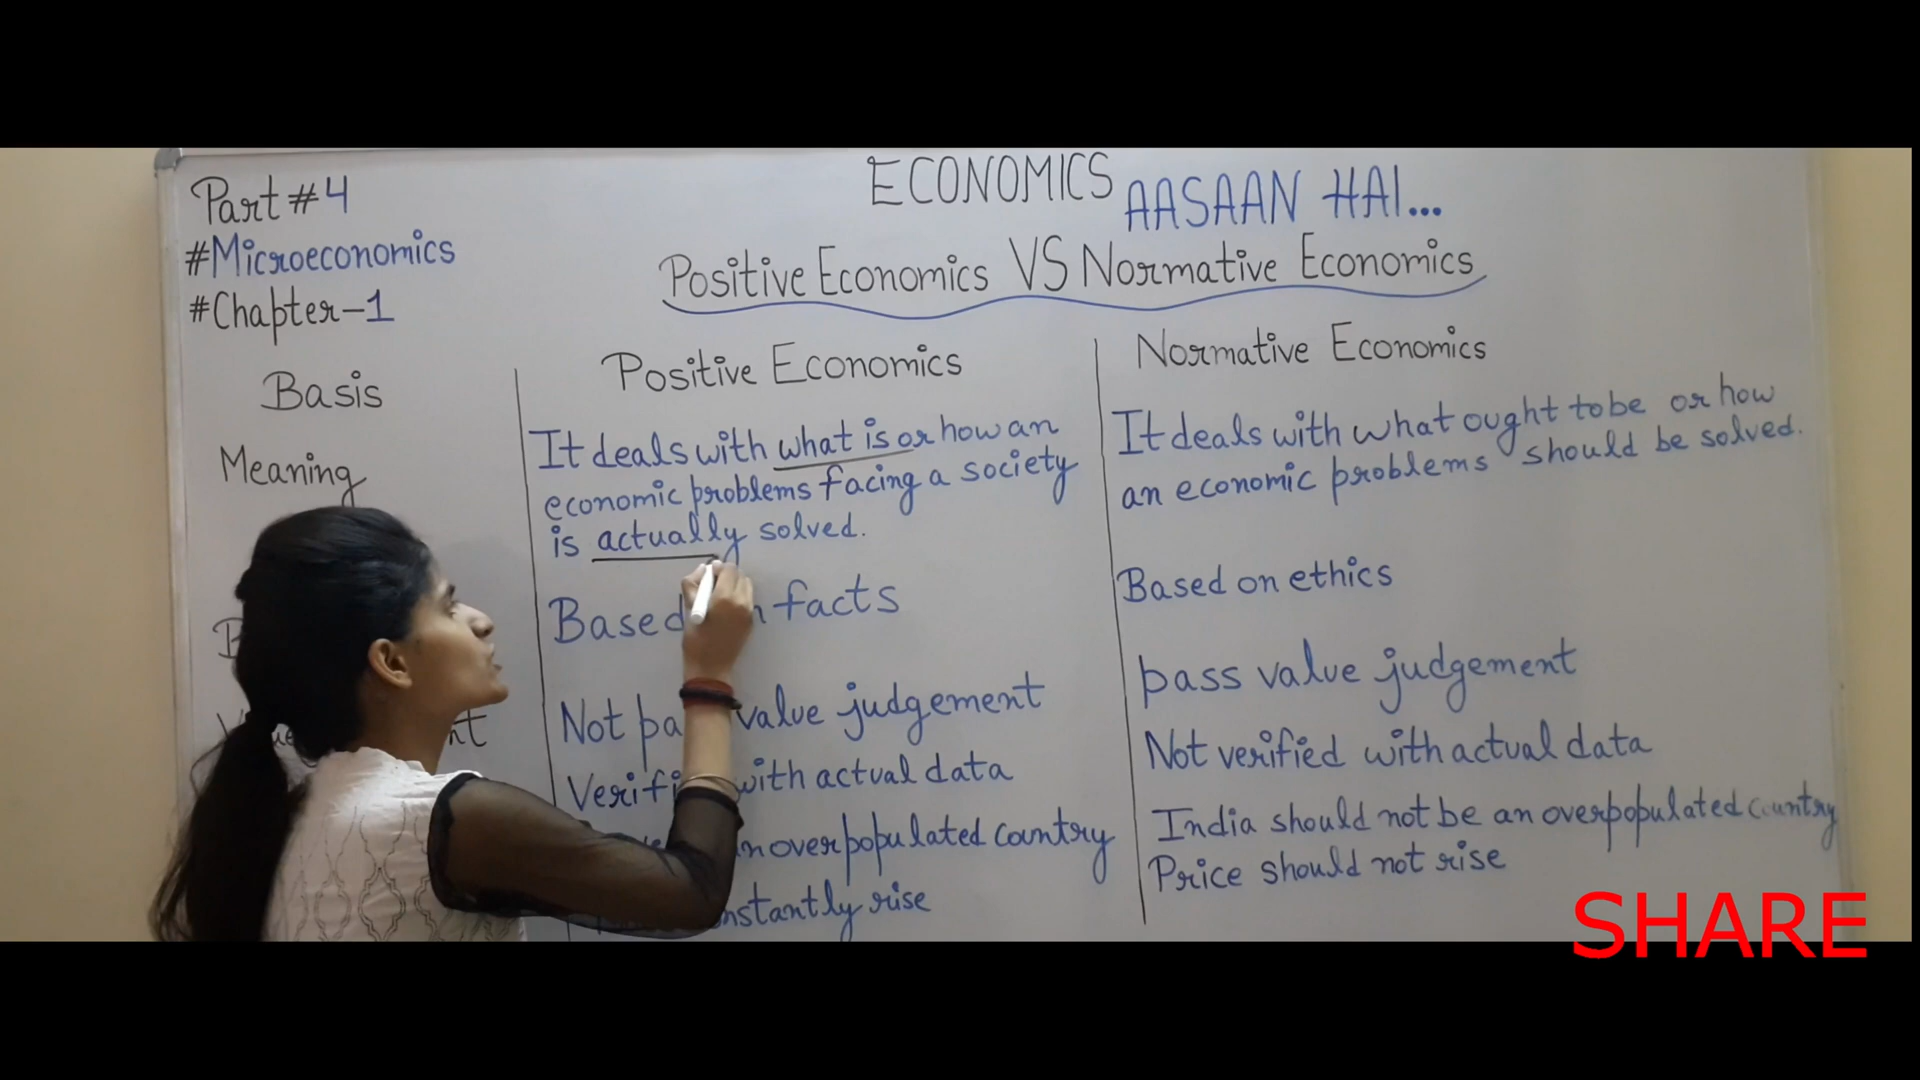 Part #4
#Microeconomics
#Chapter-1
ECONOMICS AASAAN HAI...
Positive Economics VS Normative Economics
Basis
Positive Economics
Normative Economics
Meaning
It deals with what is or how an
economic problems facing a society
is actually solved.
It deals with what ought to be or how
an economic problems should be solved.
Based facts
Based on ethics
Not value judgement
pass value judgement
with actual data
Not verified with actual data
overpopulated country
India should not be an overpopulated country
rise
Price should not rise
SHARE